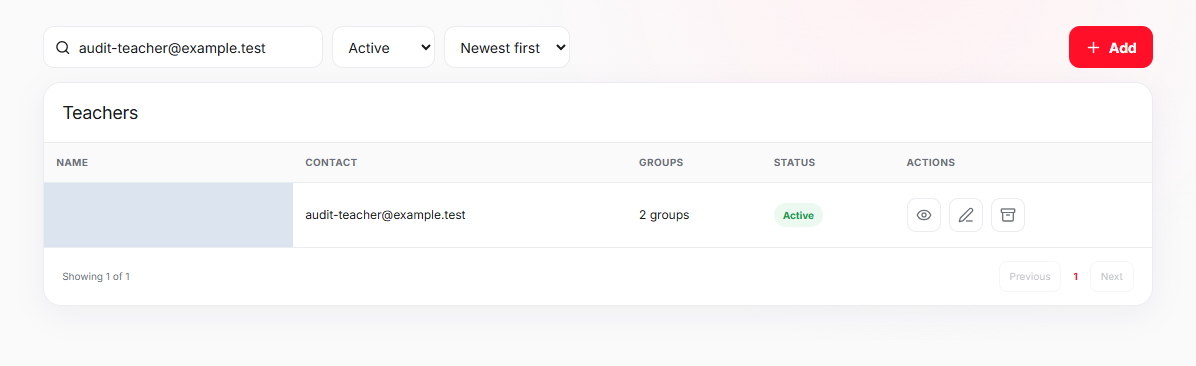 audit-teacher@example.test Active Newest first + Add
Teachers
NAME CONTACT GROUPS STATUS ACTIONS
audit-teacher@example.test 2 groups Active
Showing 1 of 1 Previous 1 Next